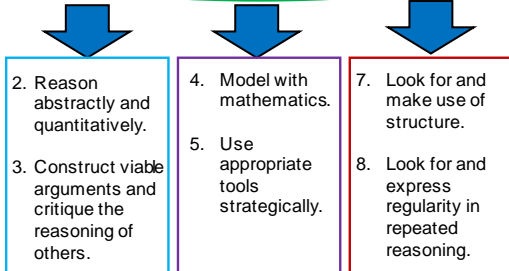 2. Reason
abstractly and
quantitatively.
3. Construct viable
arguments and
critique the
reasoning of
others.
4. Model with
mathematics.
5. Use
appropriate
tools
strategically.
7. Look for and
make use of
structure.
8. Look for and
express
regularity in
repeated
reasoning.